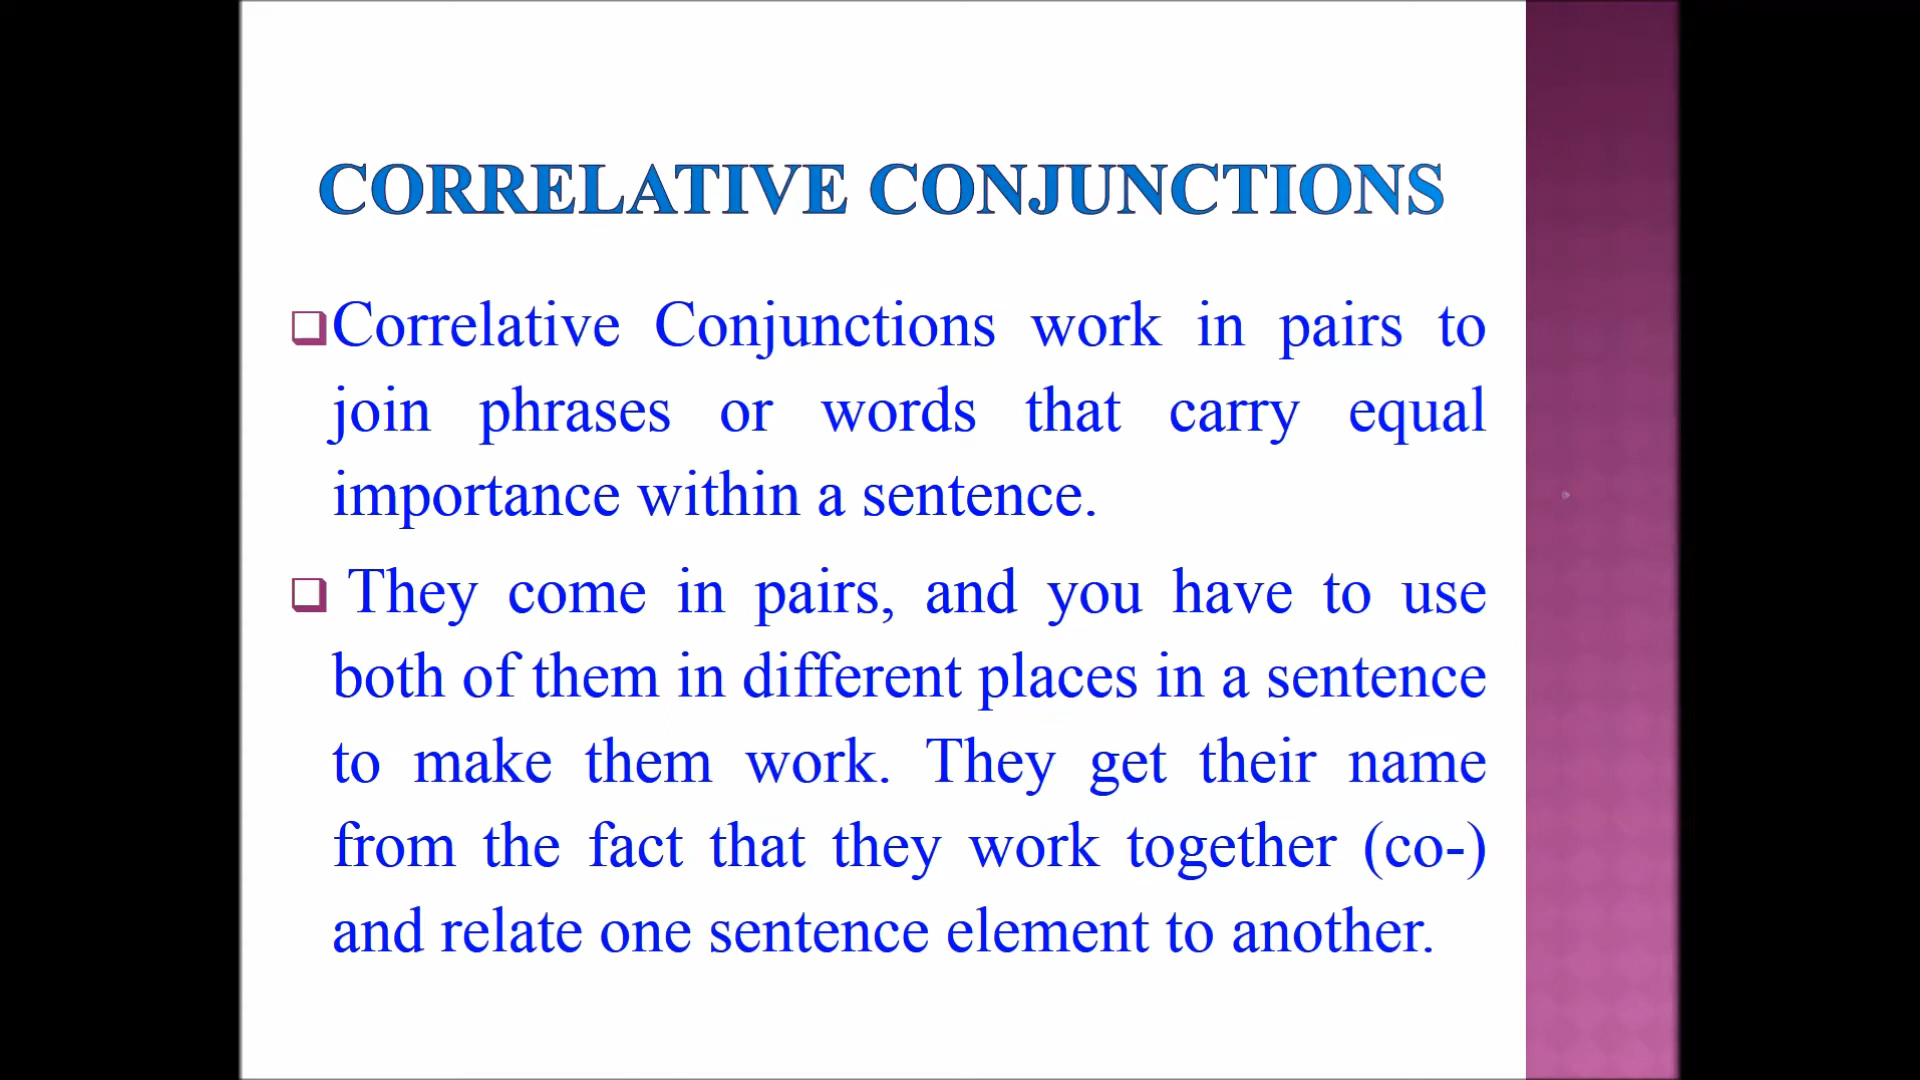 CORRELATIVE CONJUNCTIONS
Correlative Conjunctions work in pairs to
join phrases or words that carry equal
importance within a sentence.
They come in pairs, and you have to use
both of them in different places in a sentence
to make them work. They get their name
from the fact that they work together (co-)
and relate one sentence element to another.